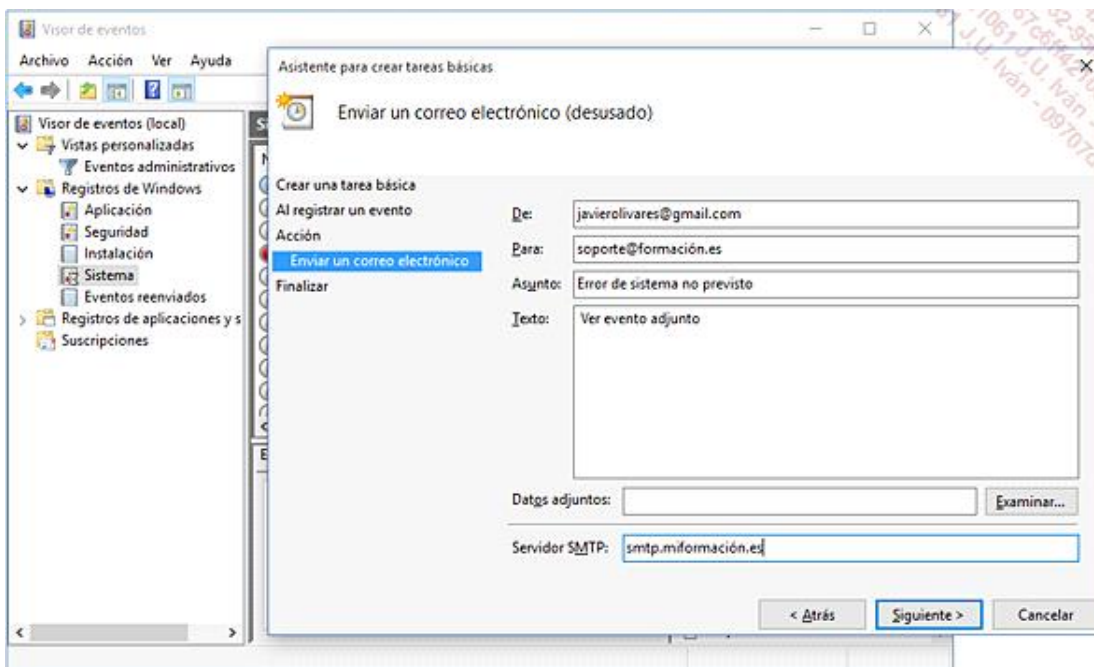 Visor de eventos
Archivo Acción Ver Ayuda
Visor de eventos (local)
Vistas personalizadas
Eventos administrativos
Registros de Windows
Aplicación
Seguridad
Instalación
Sistema
Eventos reenviados
Registros de aplicaciones y s
Suscripciones
Asistente para crear tareas básicas
Enviar un correo electrónico (desusado)
Crear una tarea básica
Al registrar un evento
Acción
Enviar un correo electrónico
Finalizar
De: javierolivares@gmail.com
Para: soporte@formación.es
Asunto: Error de sistema no previsto
Texto: Ver evento adjunto
Datos adjuntos: Examinar...
Servidor SMTP: smtp.miformación.es
< Atrás Siguiente > Cancelar
J.U. Iván